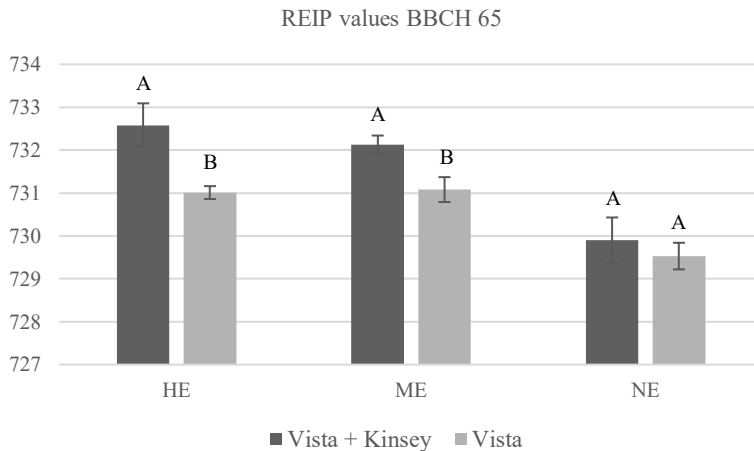 REIP values BBCH 65
734
733
732
731
730
729
728
727
A
B
A
B
A
A
HE
ME
NE
Vista + Kinsey
Vista